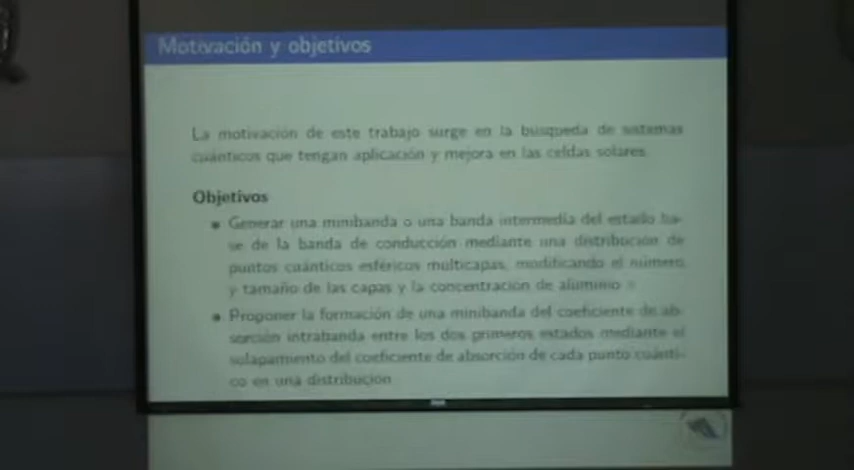 Motivación y objetivos
La motivación de este trabajo surge en la búsqueda de sistemas
cuánticos que tengan aplicación y mejora en las celdas solares.
Objetivos
Generar una minibanda o una banda intermedia del estado ba-
se de la banda de conducción mediante una distribución de
puntos cuánticos esféricos multicapas, modificando el número
y tamaño de las capas y la concentración de aluminio
Proponer la formación de una minibanda del coeficiente de ab-
sorción intrabanda entre los dos primeros estados mediante el
solapamiento del coeficiente de absorción de cada punto cuánti-
co en una distribución